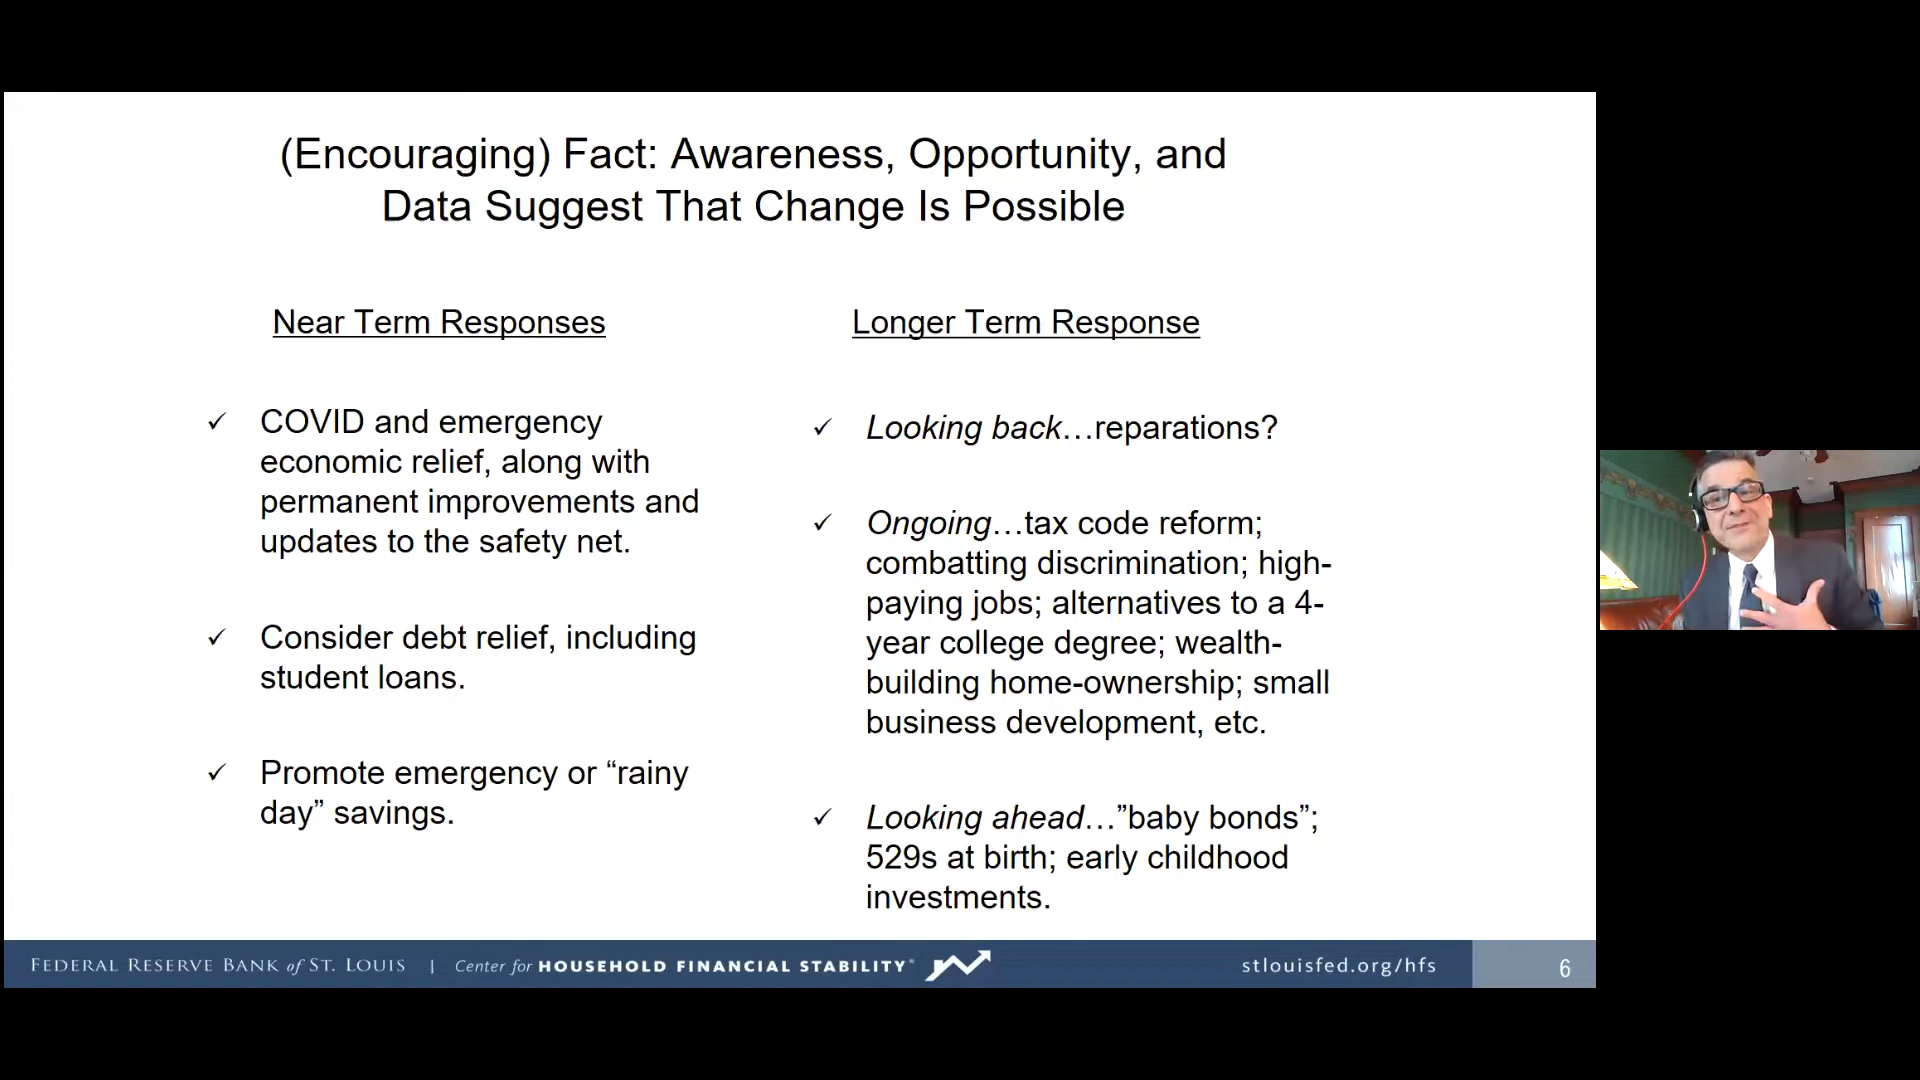 (Encouraging) Fact: Awareness, Opportunity, and
Data Suggest That Change Is Possible
Near Term Responses
✓ COVID and emergency
economic relief, along with
permanent improvements and
updates to the safety net.
✓ Consider debt relief, including
student loans.
✓ Promote emergency or “rainy
day” savings.
Longer Term Response
✓ Looking back…reparations?
✓ Ongoing…tax code reform;
combatting discrimination; high-
paying jobs; alternatives to a 4-
year college degree; wealth-
building home-ownership; small
business development, etc.
✓ Looking ahead…”baby bonds”;
529s at birth; early childhood
investments.
FEDERAL RESERVE BANK of ST. LOUIS | Center for HOUSEHOLD FINANCIAL STABILITY® stlouisfed.org/hfs 6